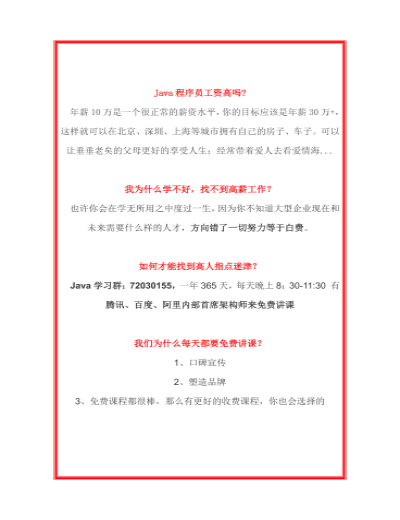 Java 程序员工资高吗?
年薪 10 万是一个很正常的薪资水平，你的目标应该是年薪 30 万+，
这样就可以在北京、深圳、上海等城市拥有自己的房子、车子。可以
让垂垂老矣的父母更好的享受人生；经常带着爱人去看爱情海...
我为什么学不好，找不到高薪工作？
也许你会在学无所用之中度过一生，因为你不知道大型企业现在和
未来需要什么样的人才，方向错了一切努力等于白费。
如何才能找到高人指点迷津？
Java 学习群：72030155，一年 365 天，每天晚上 8：30-11:30 有
腾讯、百度、阿里内部首席架构师来免费讲课
我们为什么每天都要免费讲课？
1、口碑宣传
2、塑造品牌
3、免费课程都很棒，那么有更好的收费课程，你也会选择的